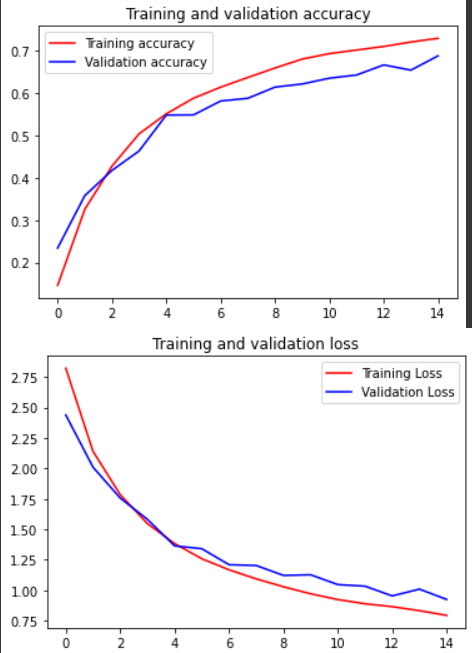 Training and validation accuracy
Training accuracy
Validation accuracy
0.7
0.6
0.5
0.4
0.3
0.2
0 2 4 6 8 10 12 14
Training and validation loss
Training Loss
Validation Loss
2.75
2.50
2.25
2.00
1.75
1.50
1.25
1.00
0.75
0 2 4 6 8 10 12 14